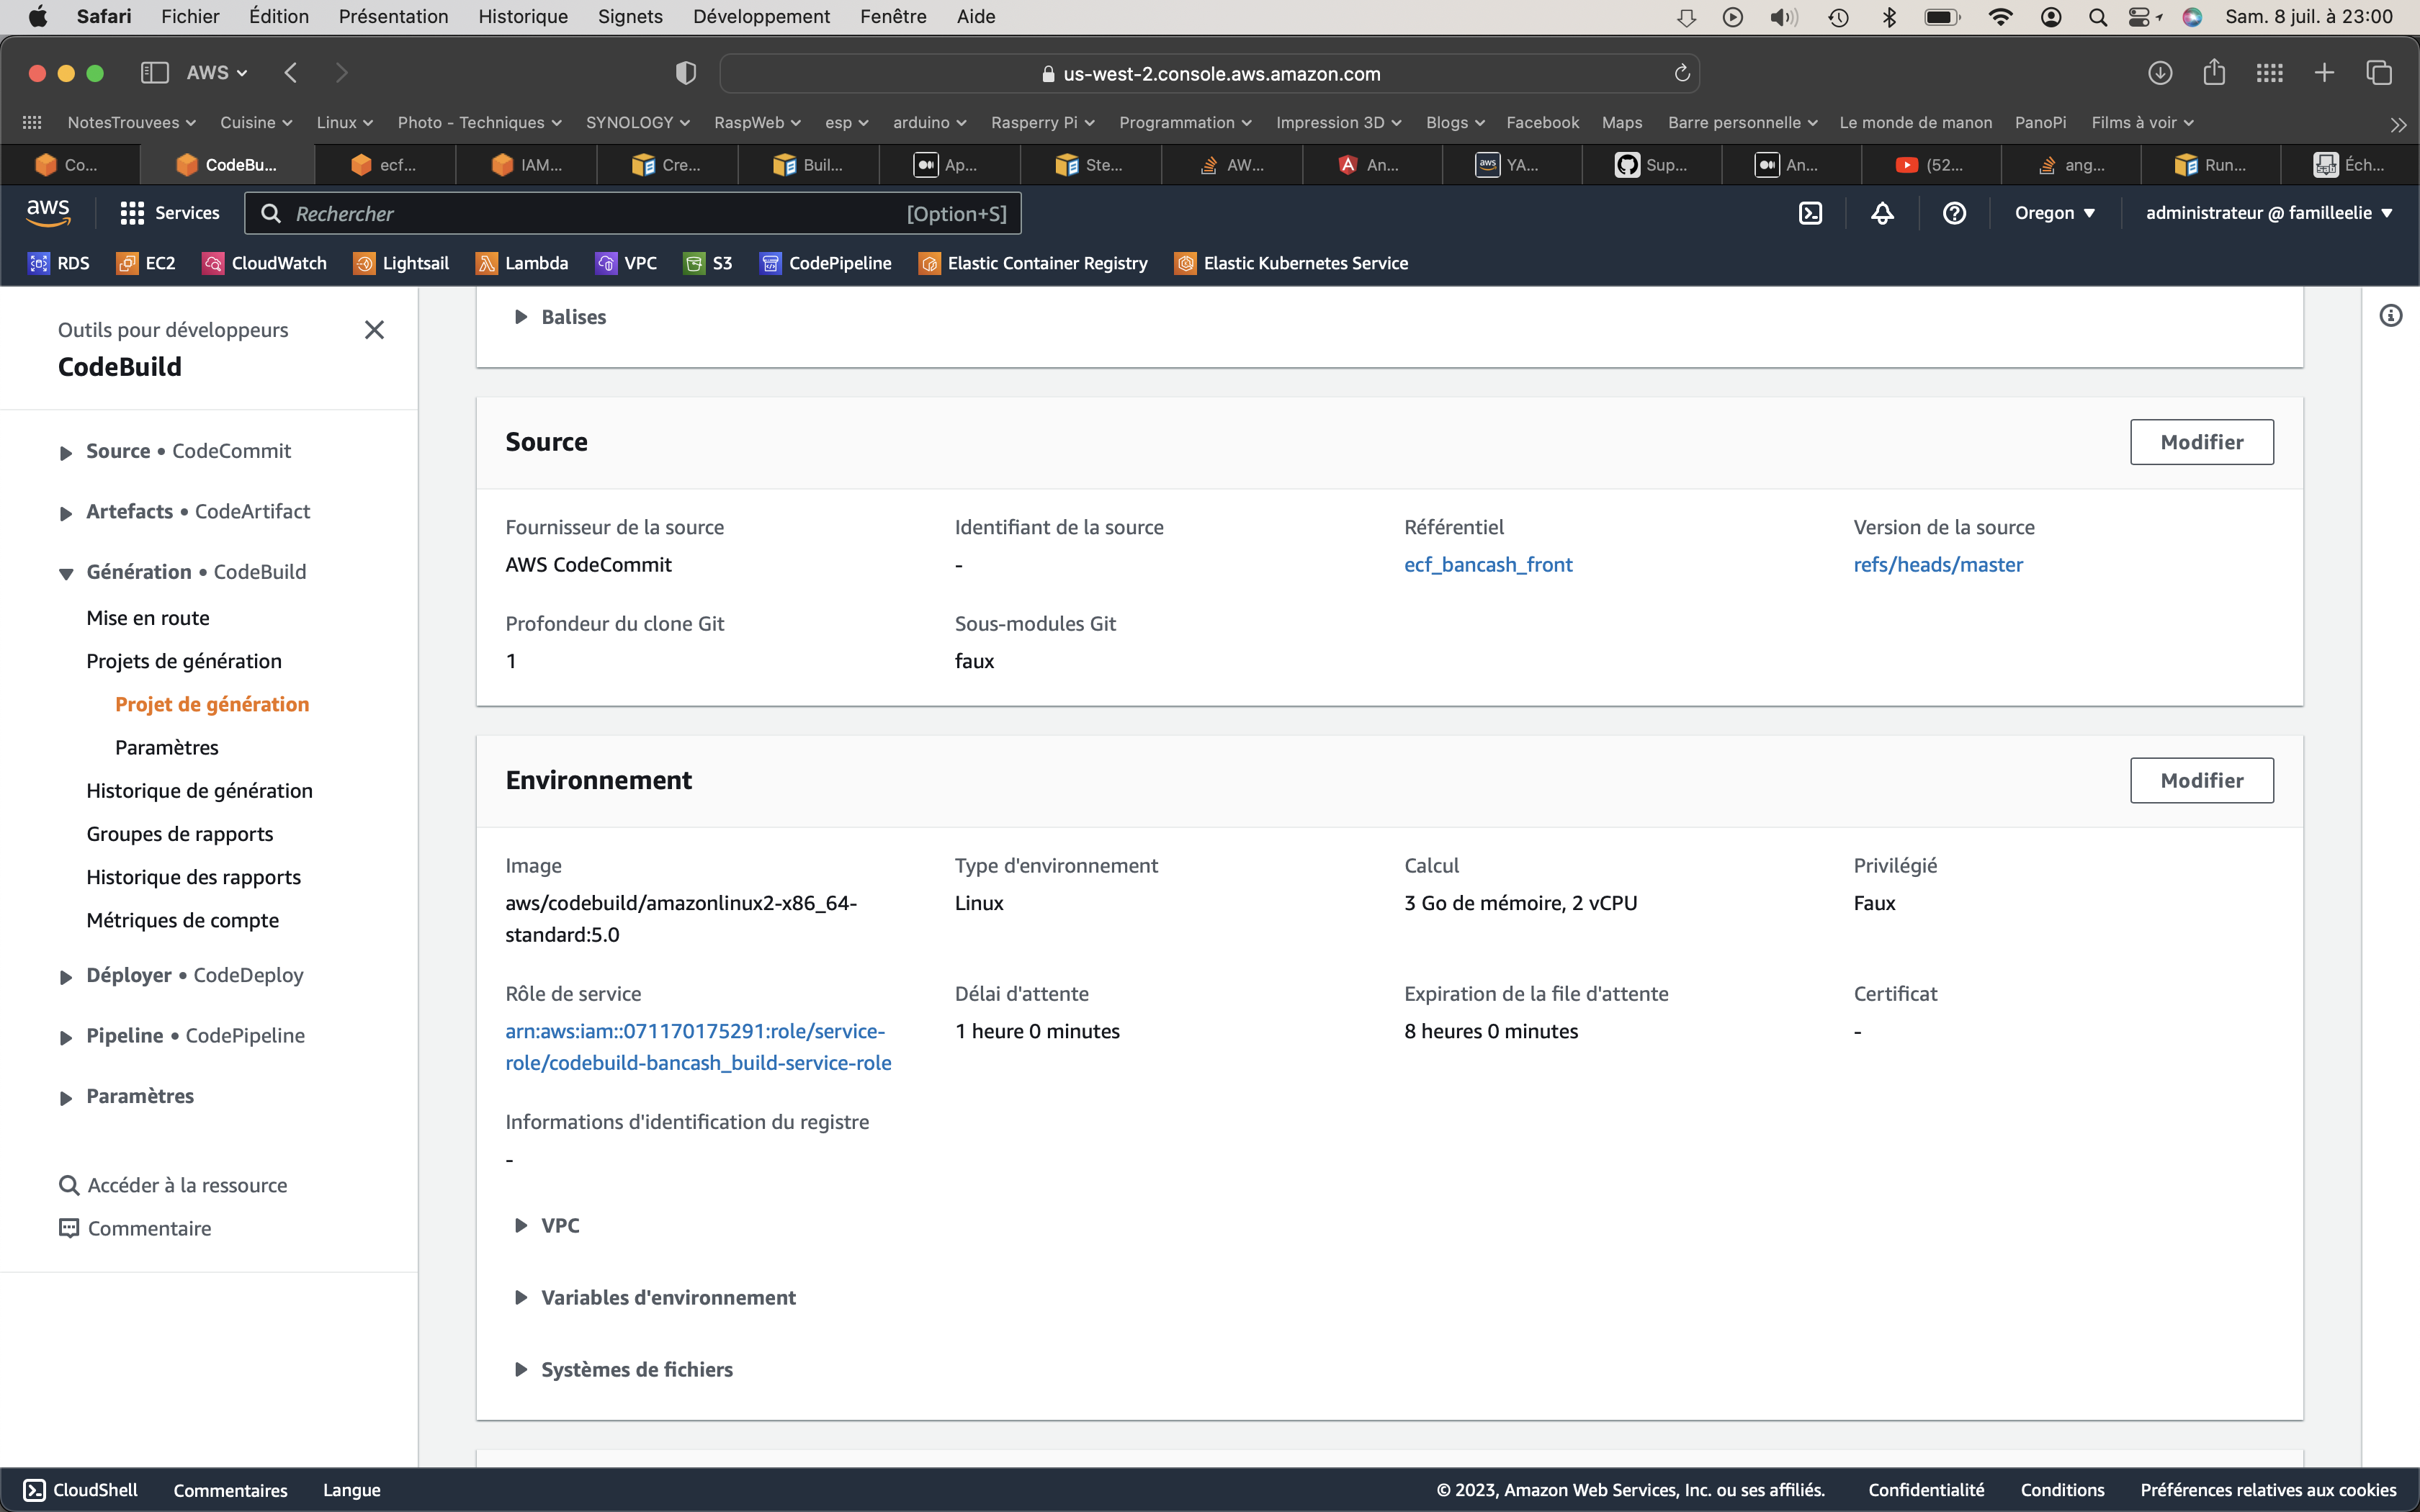 Safari Fichier Édition Présentation Historique Signets Développement Fenêtre Aide Sam. 8 juil. à 23:00
AWS us-west-2.console.aws.amazon.com
NotesTrouvees Cuisine Linux Photo - Techniques SYNOLOGY RaspWeb esp arduino Rasperry Pi Programmation Impression 3D Blogs Facebook Maps Barre personnelle Le monde de manon PanoPi Films à voir
Co... CodeBu... ecf... IAM... Cre... Buil... Ap... Ste... AW... An... aws YA... Sup... An... (52... ang... Run... Éch...
aws Services Rechercher [Option+S] Oregon administrateur @ familleelie
RDS EC2 CloudWatch Lightsail Lambda VPC S3 CodePipeline Elastic Container Registry Elastic Kubernetes Service
Outils pour développeurs
CodeBuild
Source • CodeCommit
Artefacts • CodeArtifact
Génération • CodeBuild
Mise en route
Projets de génération
Projet de génération
Paramètres
Historique de génération
Groupes de rapports
Historique des rapports
Métriques de compte
Déployer • CodeDeploy
Pipeline • CodePipeline
Paramètres
Accéder à la ressource
Commentaire
Balises
Source Modifier
Fournisseur de la source Identifiant de la source Référentiel Version de la source
AWS CodeCommit - ecf_bancash_front refs/heads/master
Profondeur du clone Git Sous-modules Git
1 faux
Environnement Modifier
Image Type d'environnement Calcul Privilégié
aws/codebuild/amazonlinux2-x86_64- Linux 3 Go de mémoire, 2 vCPU Faux
standard:5.0
Rôle de service Délai d'attente Expiration de la file d'attente Certificat
arn:aws:iam::071170175291:role/service- 1 heure 0 minutes 8 heures 0 minutes -
role/codebuild-bancash_build-service-role
Informations d'identification du registre
-
VPC
Variables d'environnement
Systèmes de fichiers
CloudShell Commentaires Langue © 2023, Amazon Web Services, Inc. ou ses affiliés. Confidentialité Conditions Préférences relatives aux cookies